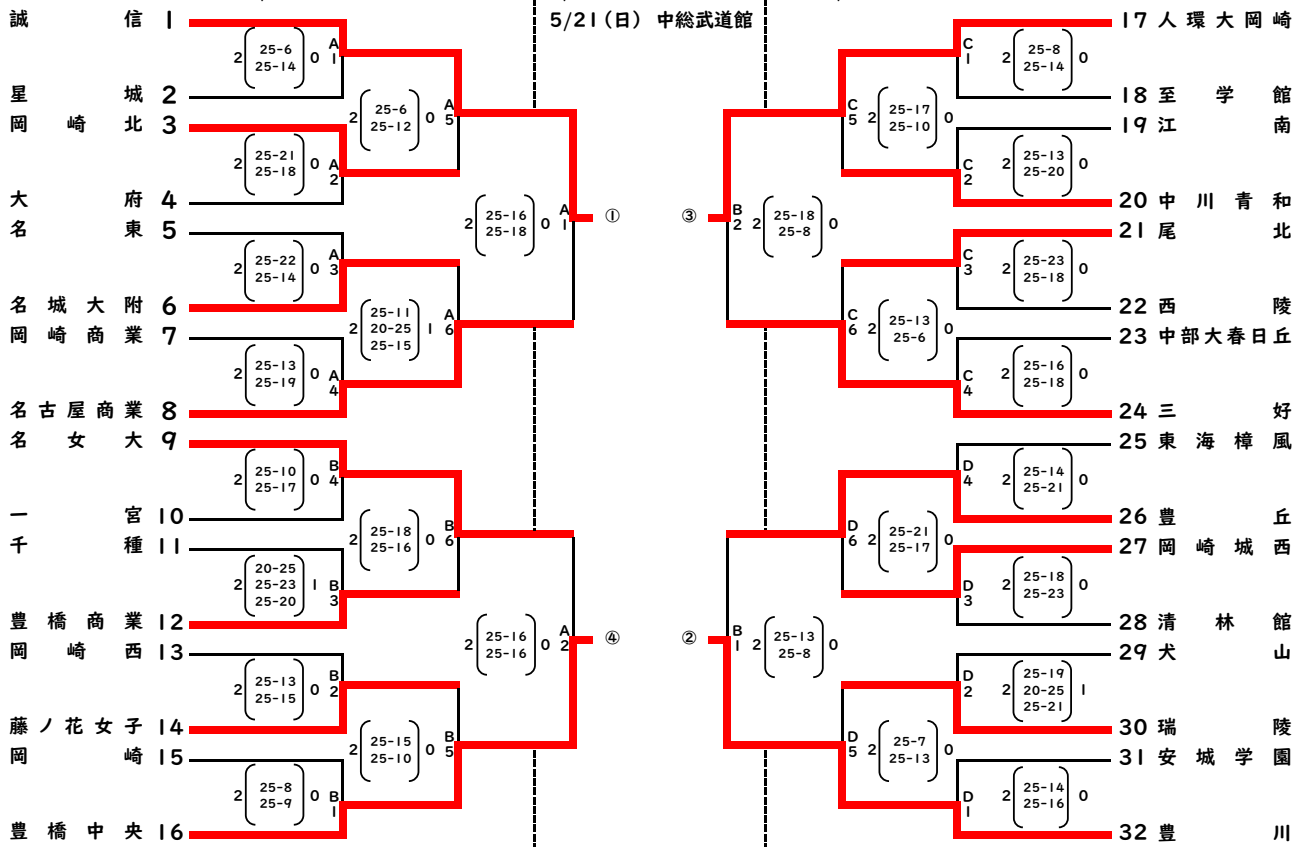 5/21(日) 中総武道館
誠信 1
星城 2
岡崎北 3
大府 4
名東 5
名城大附 6
岡崎商業 7
名古屋商業 8
名女大 9
一宮 10
千種 11
豊橋商業 12
岡崎西 13
藤ノ花女子 14
岡崎 15
豊橋中央 16
2 25-6 0 A1
25-14
2 25-21 0 A2
25-18
2 25-22 0 A3
25-14
2 25-13 0 A4
25-19
2 25-10 0 B4
25-17
20-25
2 25-23 1 B3
25-20
2 25-13 0 B2
25-15
2 25-8 0 B1
25-9
2 25-6 0 A5
25-12
25-11
2 20-25 1 A6
25-15
2 25-18 0 B6
25-16
2 25-15 0 B5
25-10
2 25-16 0 A1
25-18
2 25-16 0 A2
25-16
①
④
③
②
B2 2 25-18 0
25-8
B1 2 25-13 0
25-8
C5 2 25-17 0
25-10
C6 2 25-13 0
25-6
D6 2 25-21 0
25-17
D5 2 25-7 0
25-13
C1 2 25-8 0
25-14
C2 2 25-13 0
25-20
C3 2 25-23 0
25-18
C4 2 25-16 0
25-18
D4 2 25-14 0
25-21
D3 2 25-18 0
25-23
25-19
D2 2 20-25 1
25-21
D1 2 25-14 0
25-16
17 人環大岡崎
18 至学館
19 江南
20 中川青和
21 尾北
22 西陵
23 中部大春日丘
24 三好
25 東海樟風
26 豊丘
27 岡崎城西
28 清林館
29 犬山
30 瑞陵
31 安城学園
32 豊川